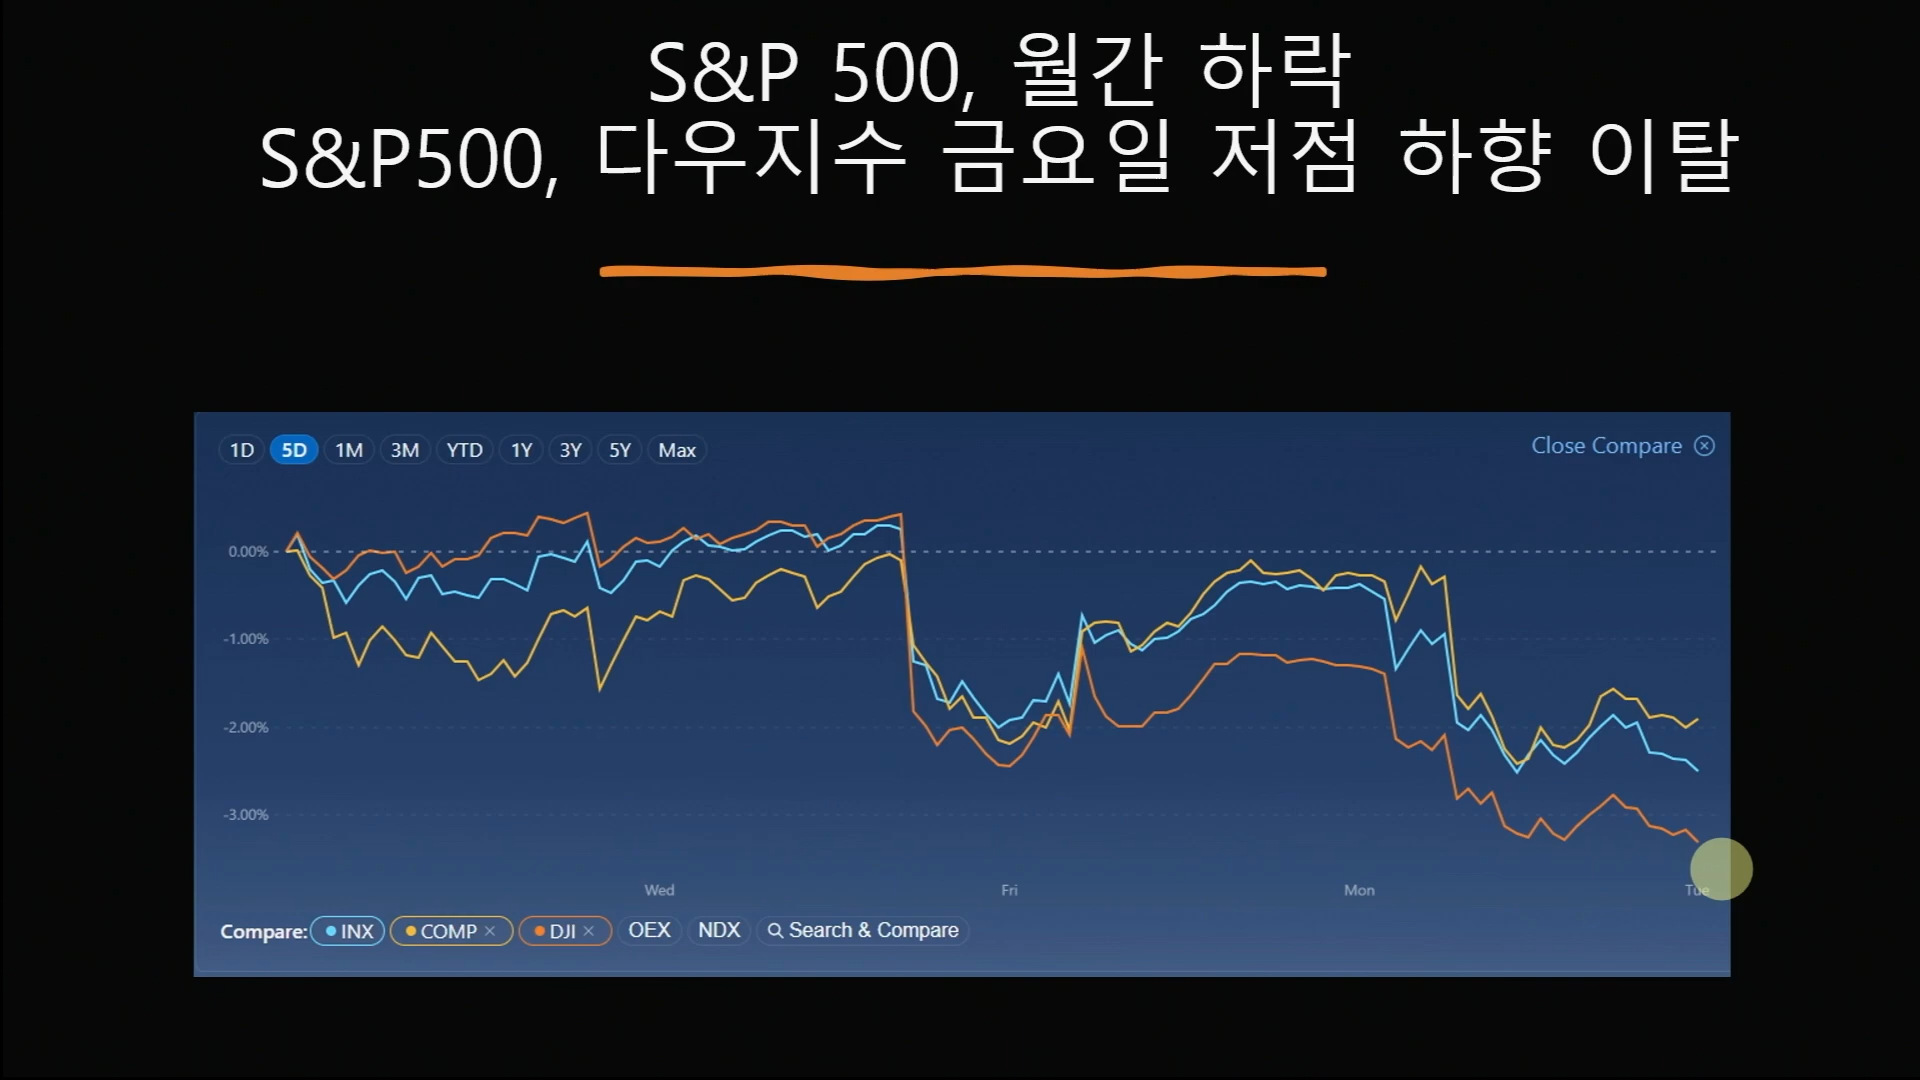 S&P 500, 월간 하락
S&P500, 다우지수 금요일 저점 하향 이탈
1D 5D 1M 3M YTD 1Y 3Y 5Y Max
Close Compare
0.00%
-1.00%
-2.00%
-3.00%
Wed Fri Mon Tue
Compare: INX COMP × DJI × OEX NDX Search & Compare